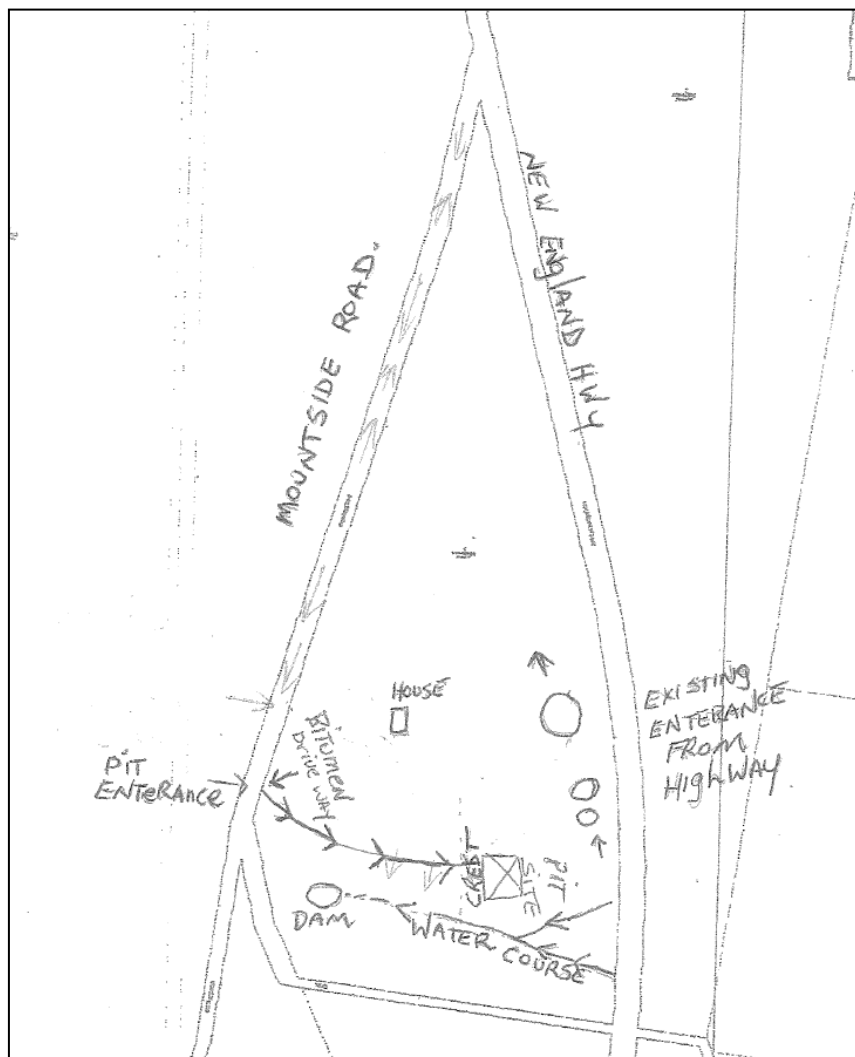 NEW ENGLAND HWY
MOUNTSIDE ROAD.
HOUSE
EXISTING
ENTERANCE
FROM
HIGHWAY
BITUMEN
Drive WAY
PIT
ENTERANCE
CREST
PIT
SITE
DAM
WATER COURSE